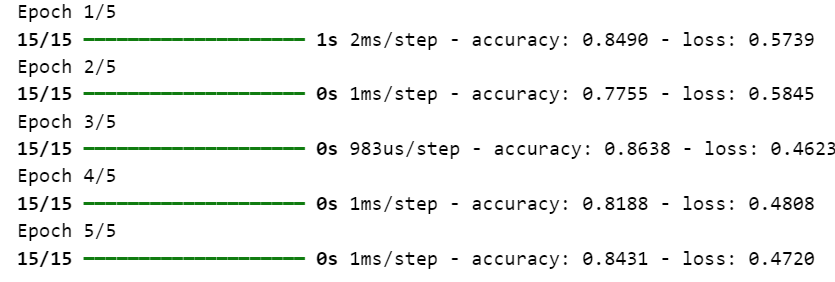 Epoch 1/5
15/15 ━━━━━━━━━━━━━━━━━━━━ 1s 2ms/step - accuracy: 0.8490 - loss: 0.5739
Epoch 2/5
15/15 ━━━━━━━━━━━━━━━━━━━━ 0s 1ms/step - accuracy: 0.7755 - loss: 0.5845
Epoch 3/5
15/15 ━━━━━━━━━━━━━━━━━━━━ 0s 983us/step - accuracy: 0.8638 - loss: 0.4623
Epoch 4/5
15/15 ━━━━━━━━━━━━━━━━━━━━ 0s 1ms/step - accuracy: 0.8188 - loss: 0.4808
Epoch 5/5
15/15 ━━━━━━━━━━━━━━━━━━━━ 0s 1ms/step - accuracy: 0.8431 - loss: 0.4720